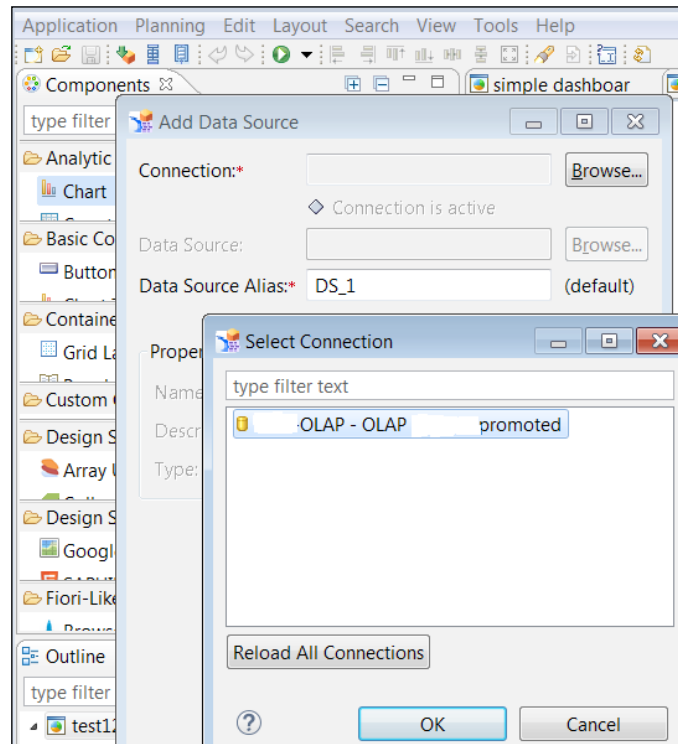 Application Planning Edit Layout Search View Tools Help
Components
simple dashboar
type filter
Analytic
Chart
Basic Co
Button
Containe
Grid La
Custom
Design S
Array
Design S
Googl
Fiori-Like
Outline
type filter
test12
Add Data Source
Connection:*
Browse...
Connection is active
Data Source:
Browse...
Data Source Alias:* DS_1 (default)
Proper
Name
Descr
Type:
Select Connection
type filter text
-OLAP - OLAP promoted
Reload All Connections
OK Cancel